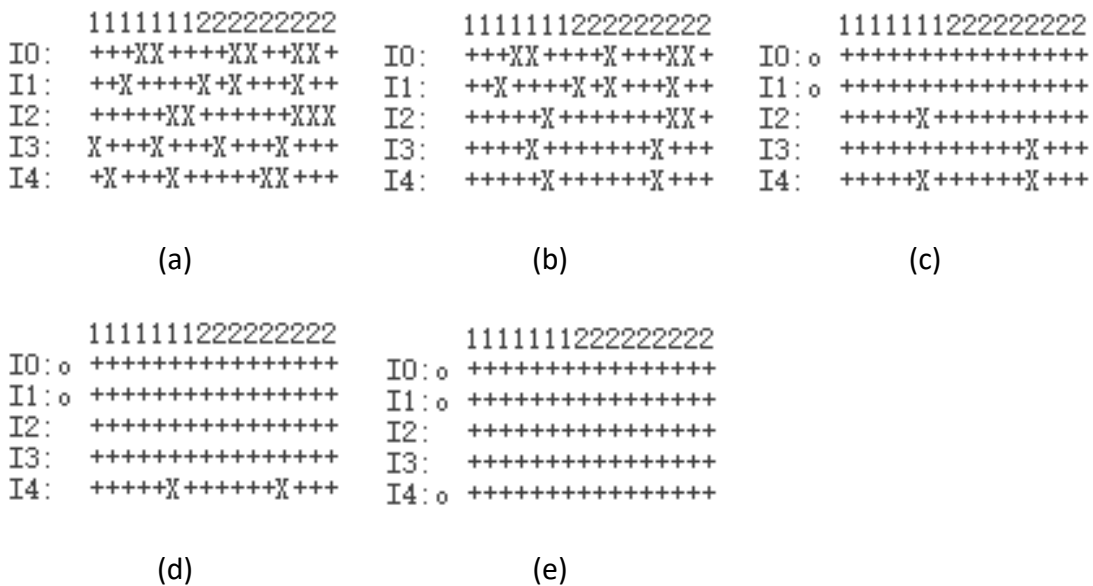 1111111222222222
I0: +++XX++++XX++XX+
I1: ++X++++X+X+++X++
I2: +++++XX++++++XXX
I3: X+++X+++X+++X+++
I4: +X+++X+++++XX+++
(a)
1111111222222222
I0: +++XX++++X+++XX+
I1: ++X++++X+X+++X++
I2: +++++X+++++++XX+
I3: ++++X+++++++X+++
I4: +++++X++++++X+++
(b)
1111111222222222
I0:o ++++++++++++++++
I1:o ++++++++++++++++
I2: +++++X++++++++++
I3: ++++++++++++X+++
I4: +++++X++++++X+++
(c)
1111111222222222
I0:o ++++++++++++++++
I1:o ++++++++++++++++
I2: ++++++++++++++++
I3: ++++++++++++++++
I4: +++++X++++++X+++
(d)
1111111222222222
I0:o ++++++++++++++++
I1:o ++++++++++++++++
I2: ++++++++++++++++
I3: ++++++++++++++++
I4:o ++++++++++++++++
(e)